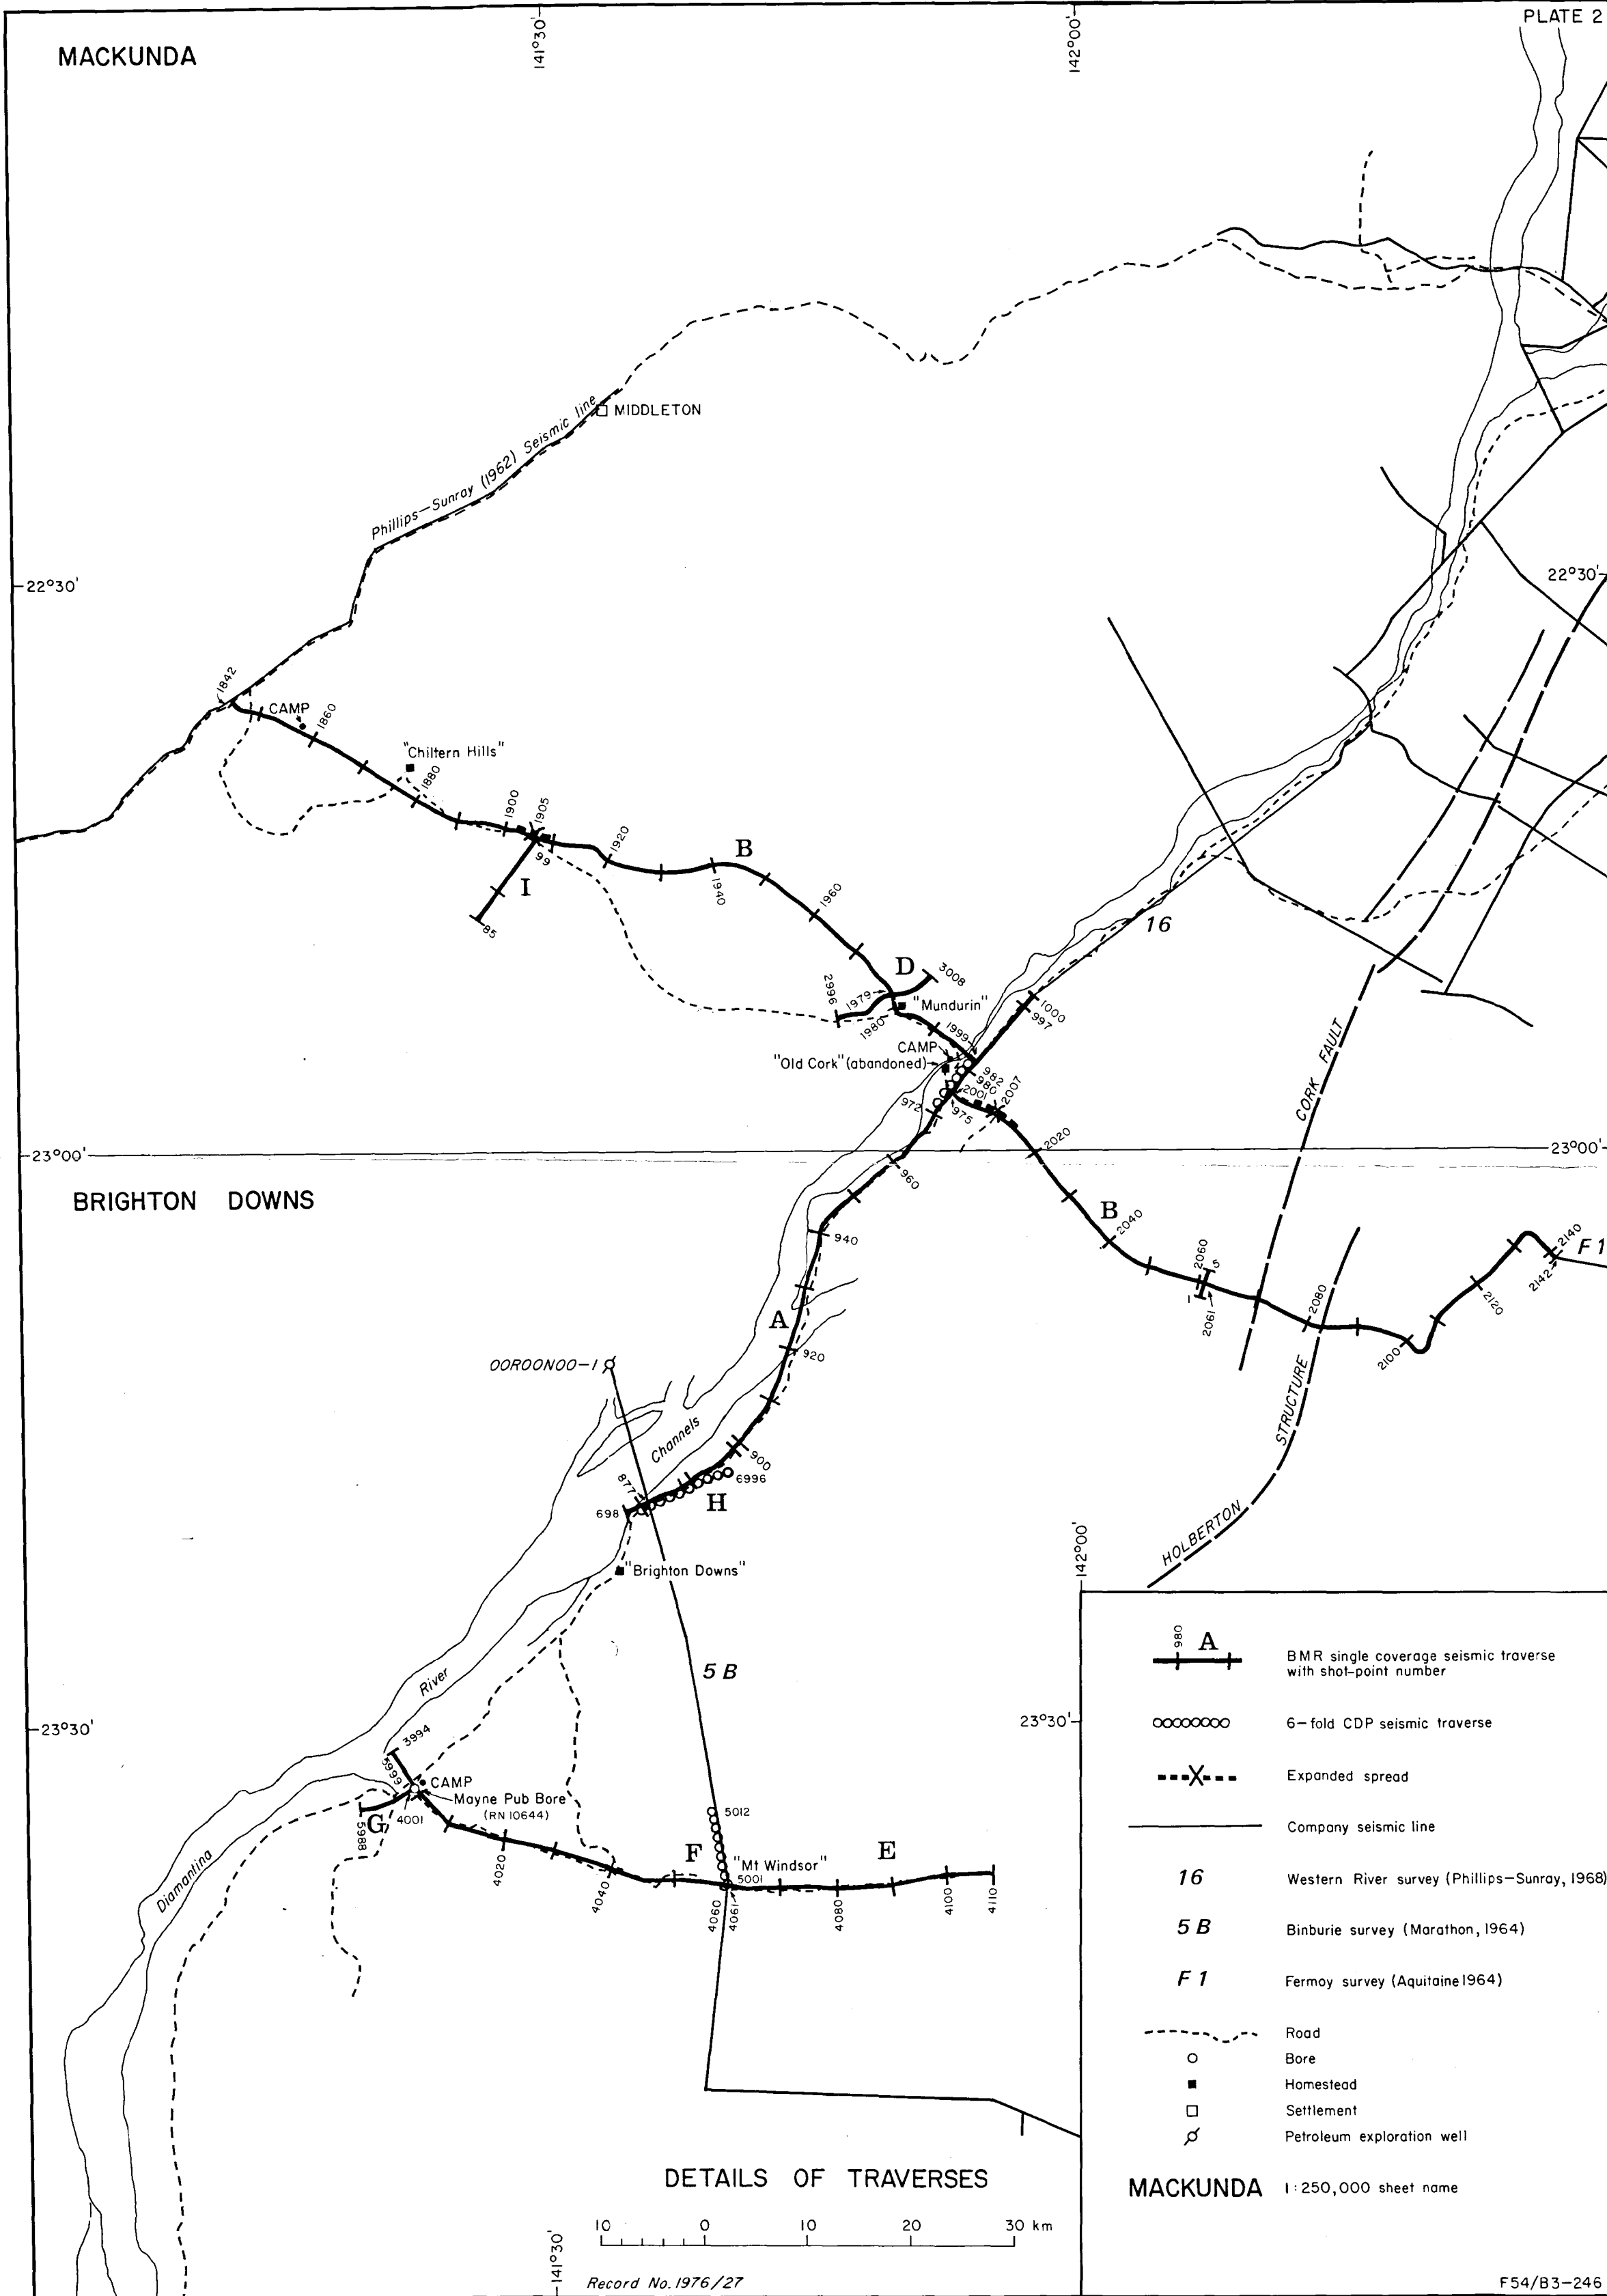 PLATE 2
MACKUNDA
141°30'
142°00'
MIDDLETON
Phillips—Sunray (1962) Seismic line
22°30'
22°30'
1842
CAMP
1860
"Chiltern Hills"
1880
1900
1905
99
1920
B
1940
I
85
1960
16
D
3008
2996
1979
"Mundurin"
1980
1000
997
1999
CAMP
"Old Cork" (abandoned)
982
980
2001
2007
972
975
CORK FAULT
2020
23°00'
23°00'
960
BRIGHTON DOWNS
B
2040
940
2140
F 1
2060
5
2142
1
2061
2080
2120
A
920
2100
OOROONOO—1
STRUCTURE
Channels
900
877
6996
H
698
HOLBERTON
142°00'
"Brighton Downs"
5 B
River
23°30'
23°30'
3994
5999
CAMP
Mayne Pub Bore
(RN 10644)
G
4001
5988
5012
F
"Mt Windsor"
E
5001
4020
4040
4060
4061
4080
4100
4110
Diamantina
980
A
BMR single coverage seismic traverse
with shot-point number
6—fold CDP seismic traverse
Expanded spread
Company seismic line
16
Western River survey (Phillips—Sunray, 1968)
5 B
Binburie survey (Marathon, 1964)
F 1
Fermoy survey (Aquitaine 1964)
Road
Bore
Homestead
Settlement
Petroleum exploration well
MACKUNDA 1:250,000 sheet name
DETAILS OF TRAVERSES
10 0 10 20 30 km
141°30'
Record No. 1976/27
F54/B3—246